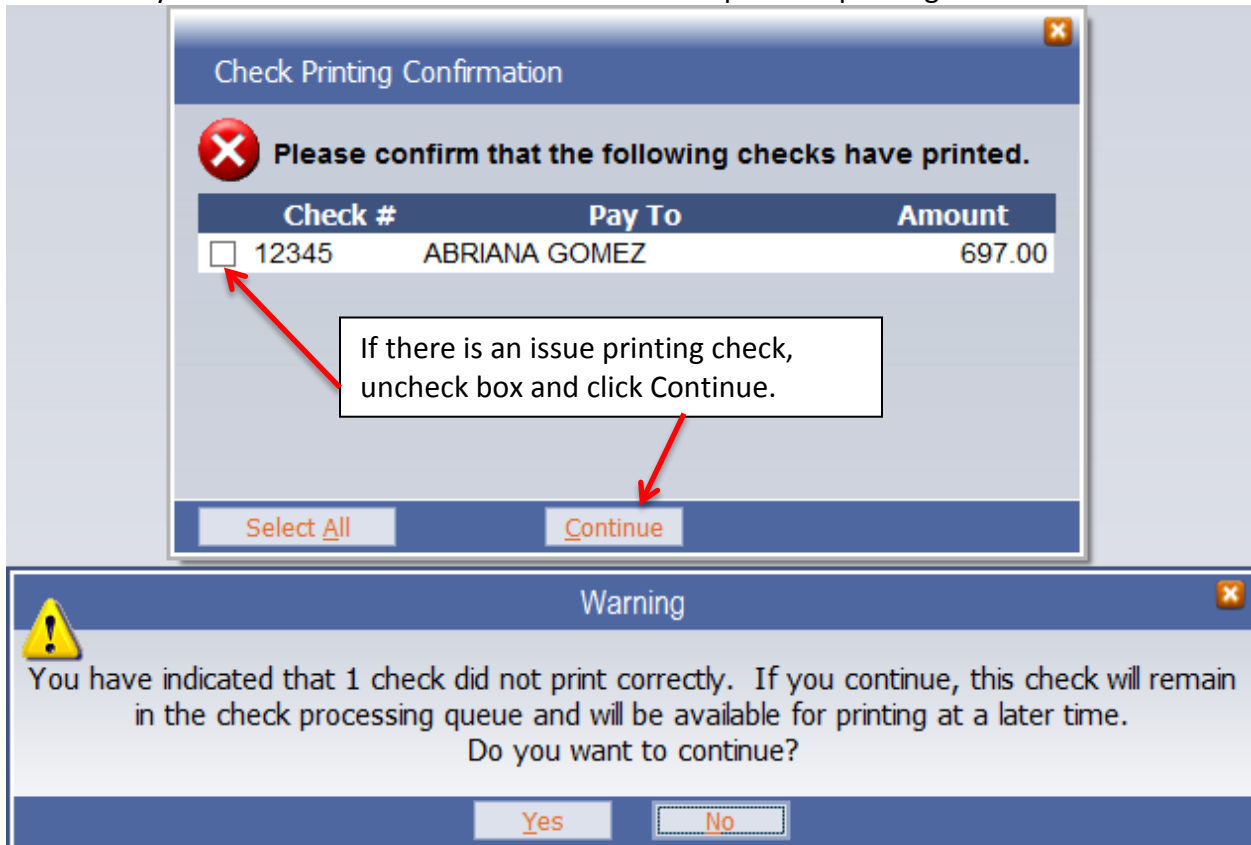 Check Printing Confirmation
Please confirm that the following checks have printed.
Check # Pay To Amount
12345 ABRIANA GOMEZ 697.00
If there is an issue printing check,
uncheck box and click Continue.
Select All Continue
Warning
You have indicated that 1 check did not print correctly. If you continue, this check will remain
in the check processing queue and will be available for printing at a later time.
Do you want to continue?
Yes No